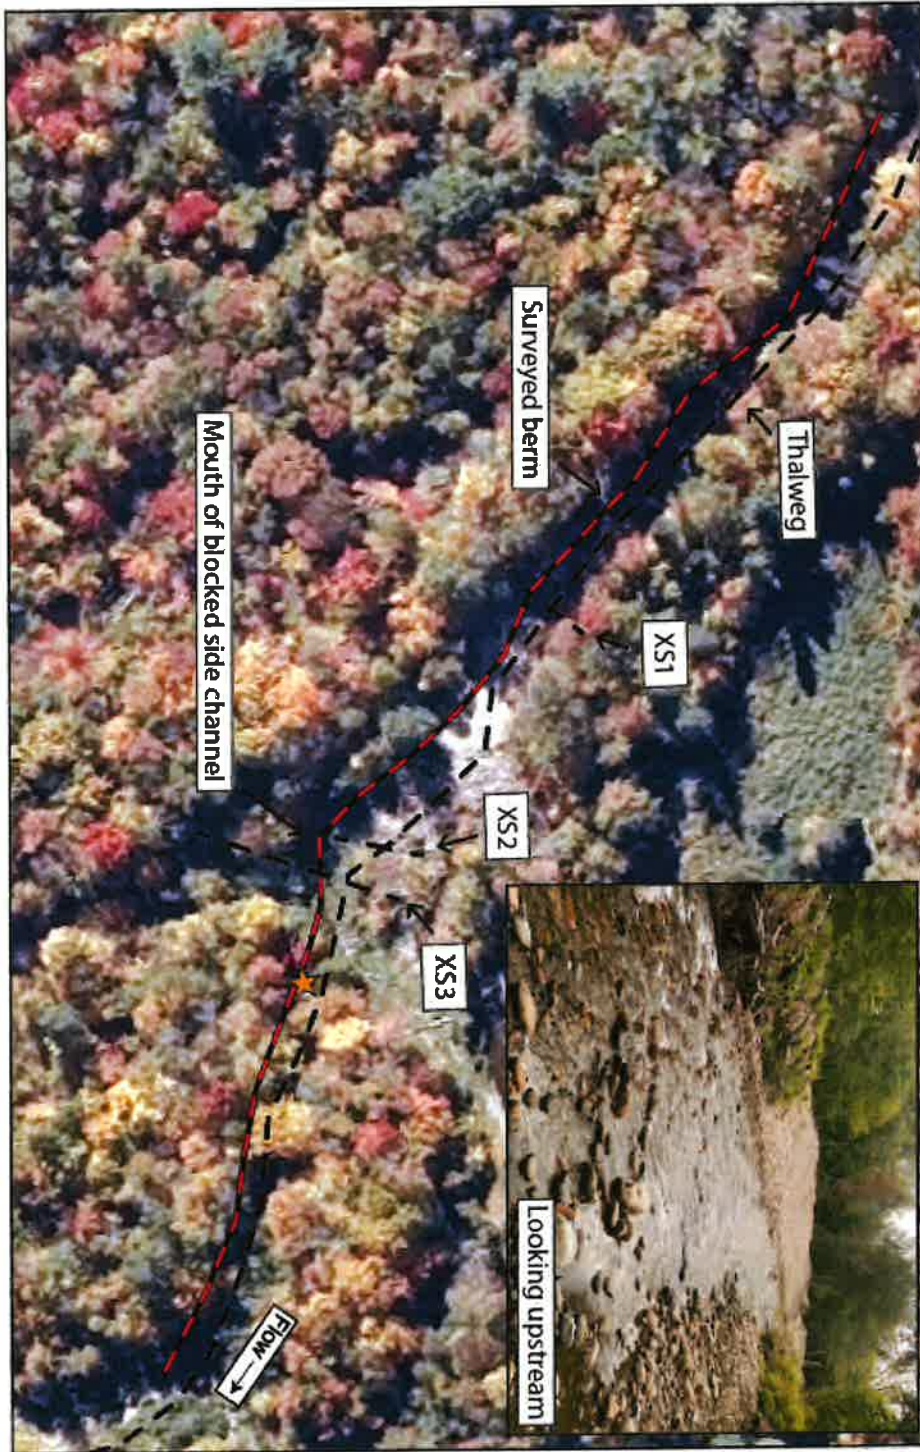 Thalweg
Surveyed berm
XS1
Mouth of blocked side channel
XS2
XS3
Looking upstream
Flow →